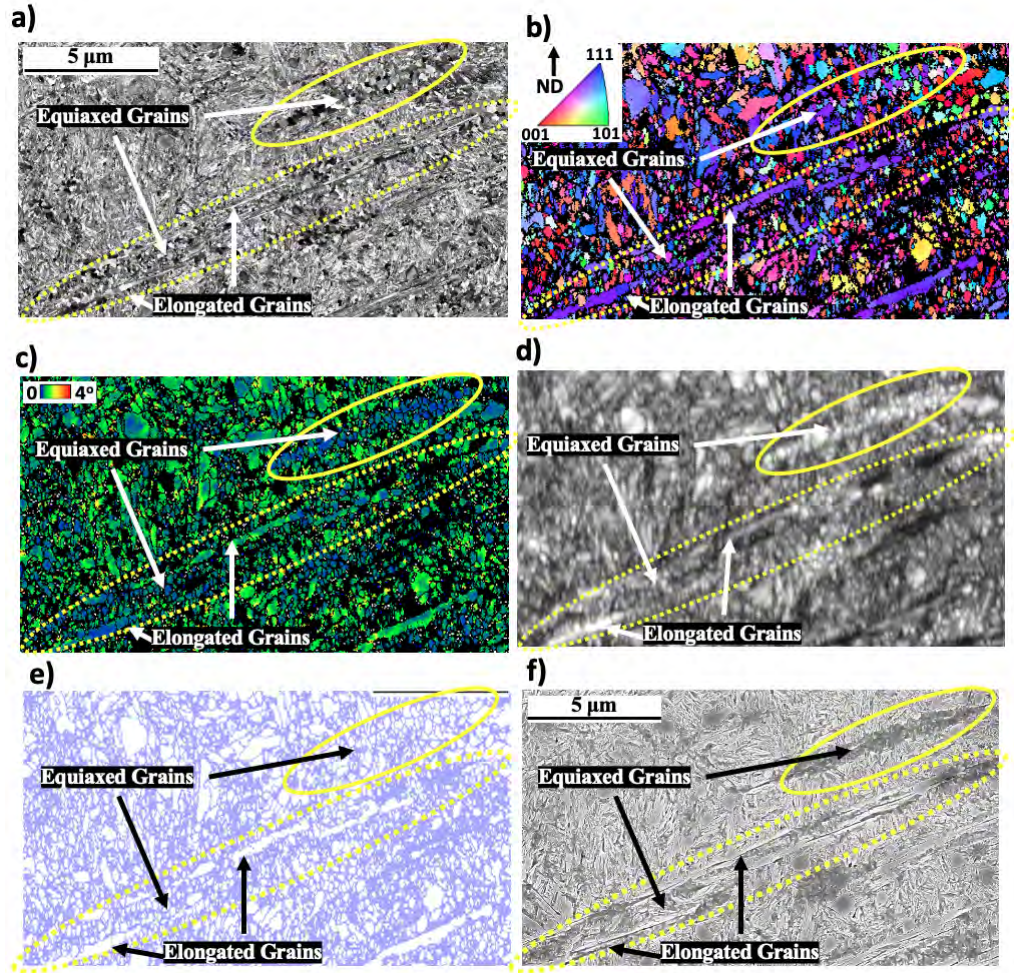 a)
5 µm
Equiaxed Grains
Elongated Grains
b)
ND
111
001
101
Equiaxed Grains
Elongated Grains
c)
0
4º
Equiaxed Grains
Elongated Grains
d)
Equiaxed Grains
Elongated Grains
e)
Equiaxed Grains
Elongated Grains
f)
5 µm
Equiaxed Grains
Elongated Grains